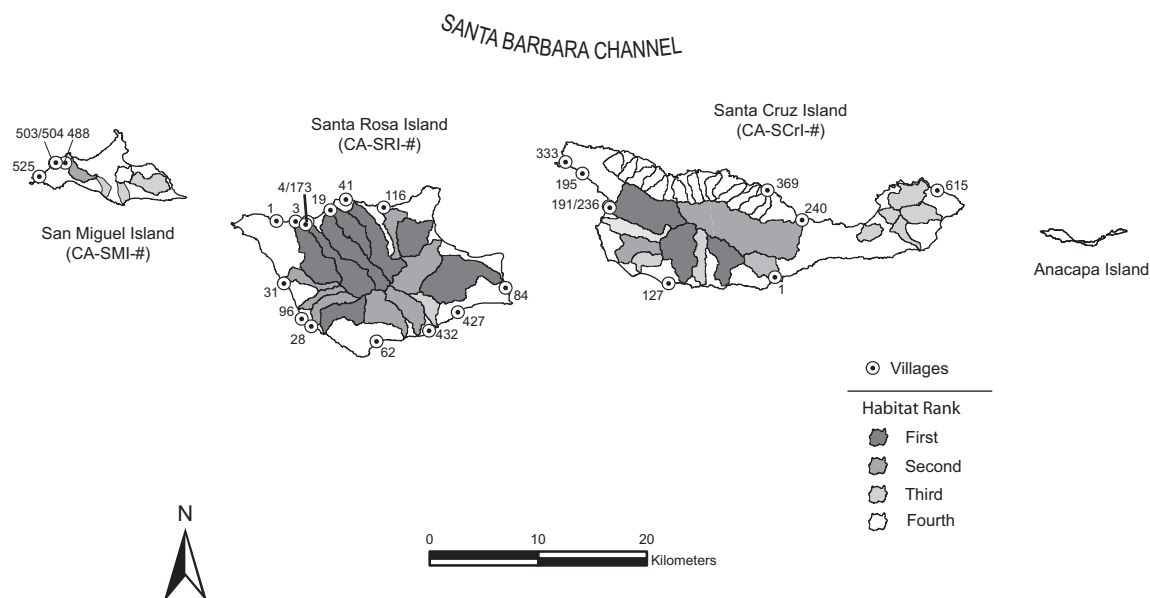 SANTA BARBARA CHANNEL
Santa Cruz Island
(CA-SCrI-#)
Santa Rosa Island
(CA-SRI-#)
503/504 488
525
San Miguel Island
(CA-SMI-#)
4/173
41
19
116
1
3
31
96
28
62
432
427
84
333
195
191/236
369
240
615
127
1
Anacapa Island
Villages
Habitat Rank
First
Second
Third
Fourth
N
0 10 20
Kilometers